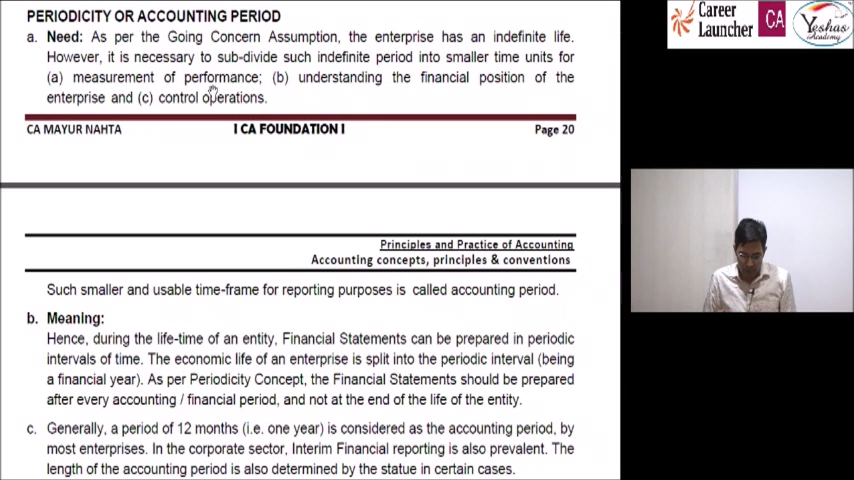 PERIODICITY OR ACCOUNTING PERIOD
a. Need: As per the Going Concern Assumption, the enterprise has an indefinite life.
However, it is necessary to sub-divide such indefinite period into smaller time units for
(a) measurement of performance; (b) understanding the financial position of the
enterprise and (c) control operations.
CA MAYUR NAHTA I CA FOUNDATION I Page 20
Principles and Practice of Accounting
Accounting concepts, principles & conventions
Such smaller and usable time-frame for reporting purposes is called accounting period.
b. Meaning:
Hence, during the life-time of an entity, Financial Statements can be prepared in periodic
intervals of time. The economic life of an enterprise is split into the periodic interval (being
a financial year). As per Periodicity Concept, the Financial Statements should be prepared
after every accounting / financial period, and not at the end of the life of the entity.
c. Generally, a period of 12 months (i.e. one year) is considered as the accounting period, by
most enterprises. In the corporate sector, Interim Financial reporting is also prevalent. The
length of the accounting period is also determined by the statue in certain cases.
Career
Launcher
CA
Yeshas
Academy